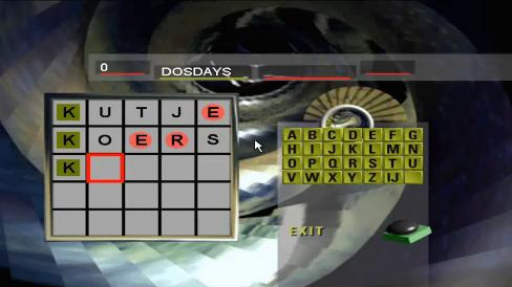 0
DOSDAYS
K U T J E
K O E R S
K
A B C D E F G
H I J K L M N
O P Q R S T U
V W X Y Z IJ
EXIT